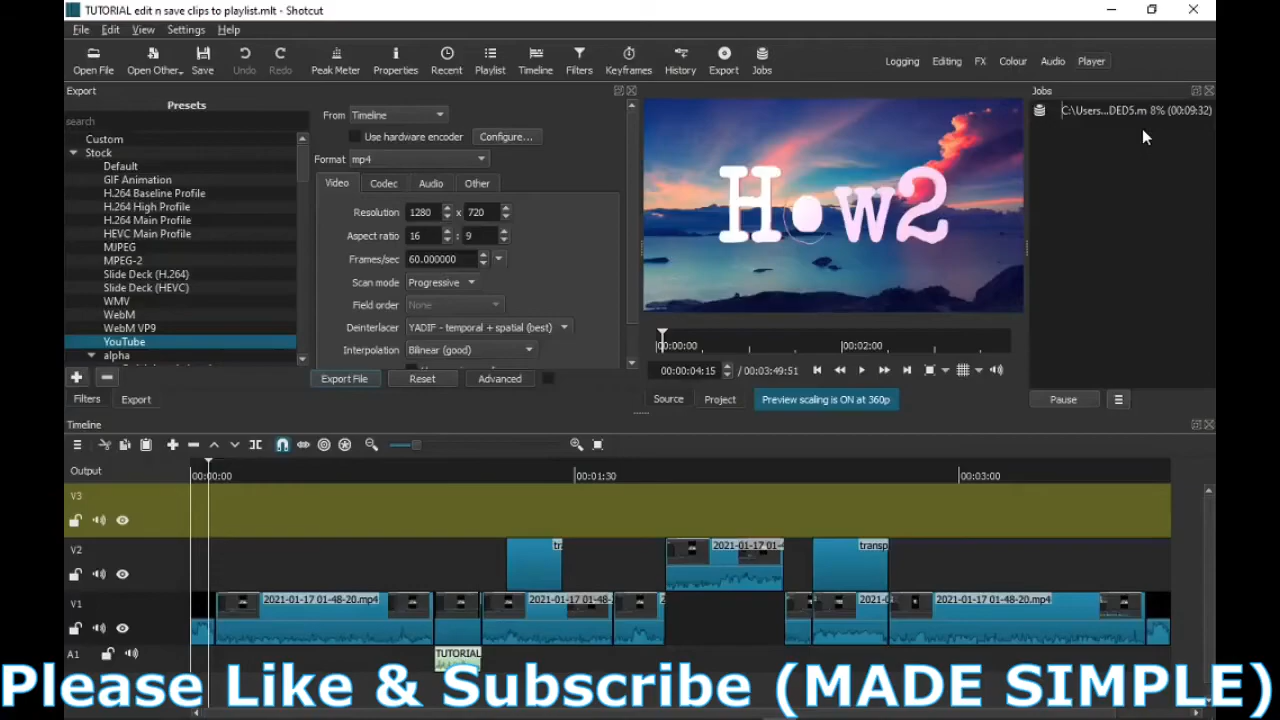 TUTORIAL edit n save clips to playlist.mlt - Shotcut
File Edit View Settings Help
Open File Open Other... Save Undo Redo Peak Meter Properties Recent Playlist Timeline Filters Keyframes History Export Jobs
Logging Editing FX Colour Audio Player
Export
Presets
search
Custom
Stock
Default
GIF Animation
H.264 Baseline Profile
H.264 High Profile
H.264 Main Profile
HEVC Main Profile
MJPEG
MPEG-2
Slide Deck (H.264)
Slide Deck (HEVC)
WMV
WebM
WebM VP9
YouTube
alpha
From Timeline
Use hardware encoder Configure...
Format mp4
Video Codec Audio Other
Resolution 1280 x 720
Aspect ratio 16 : 9
Frames/sec 60.000000
Scan mode Progressive
Field order None
Deinterlacer YADIF - temporal + spatial (best)
Interpolation Bilinear (good)
Export File Reset Advanced
Filters Export
How2
00:00:00 00:02:00
00:00:04:15 / 00:03:49:51
Source Project Preview scaling is ON at 360p
Jobs
C:\Users...DED5.m 8% (00:09:32)
Pause
Timeline
Output
00:00:00 00:01:30 00:03:00
V3
V2
tr 2021-01-17 01-4 transp
V1
2021-01-17 01-48-20.mp4 2021-01-17 01-48- 2 2021-0 2021-01-17 01-48-20.mp4
A1
TUTORIAL
Please Like & Subscribe (MADE SIMPLE)